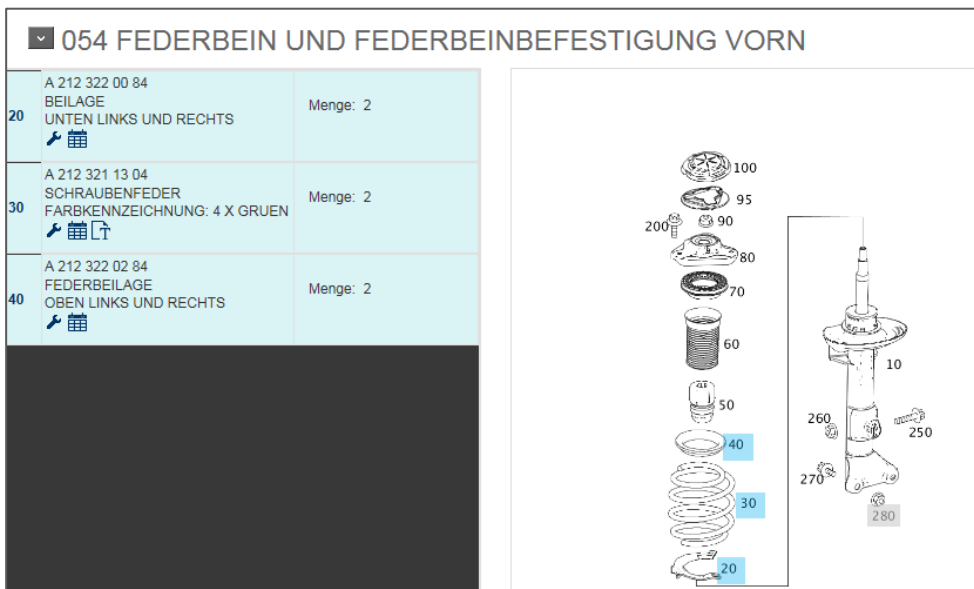 054 FEDERBEIN UND FEDERBEINBEFESTIGUNG VORN
20
A 212 322 00 84
BEILAGE
UNTEN LINKS UND RECHTS
Menge: 2
30
A 212 321 13 04
SCHRAUBENFEDER
FARBKENNZEICHNUNG: 4 X GRUEN
Menge: 2
40
A 212 322 02 84
FEDERBEILAGE
OBEN LINKS UND RECHTS
Menge: 2
100
95
200
90
80
70
60
10
50
260
250
40
270
30
280
20